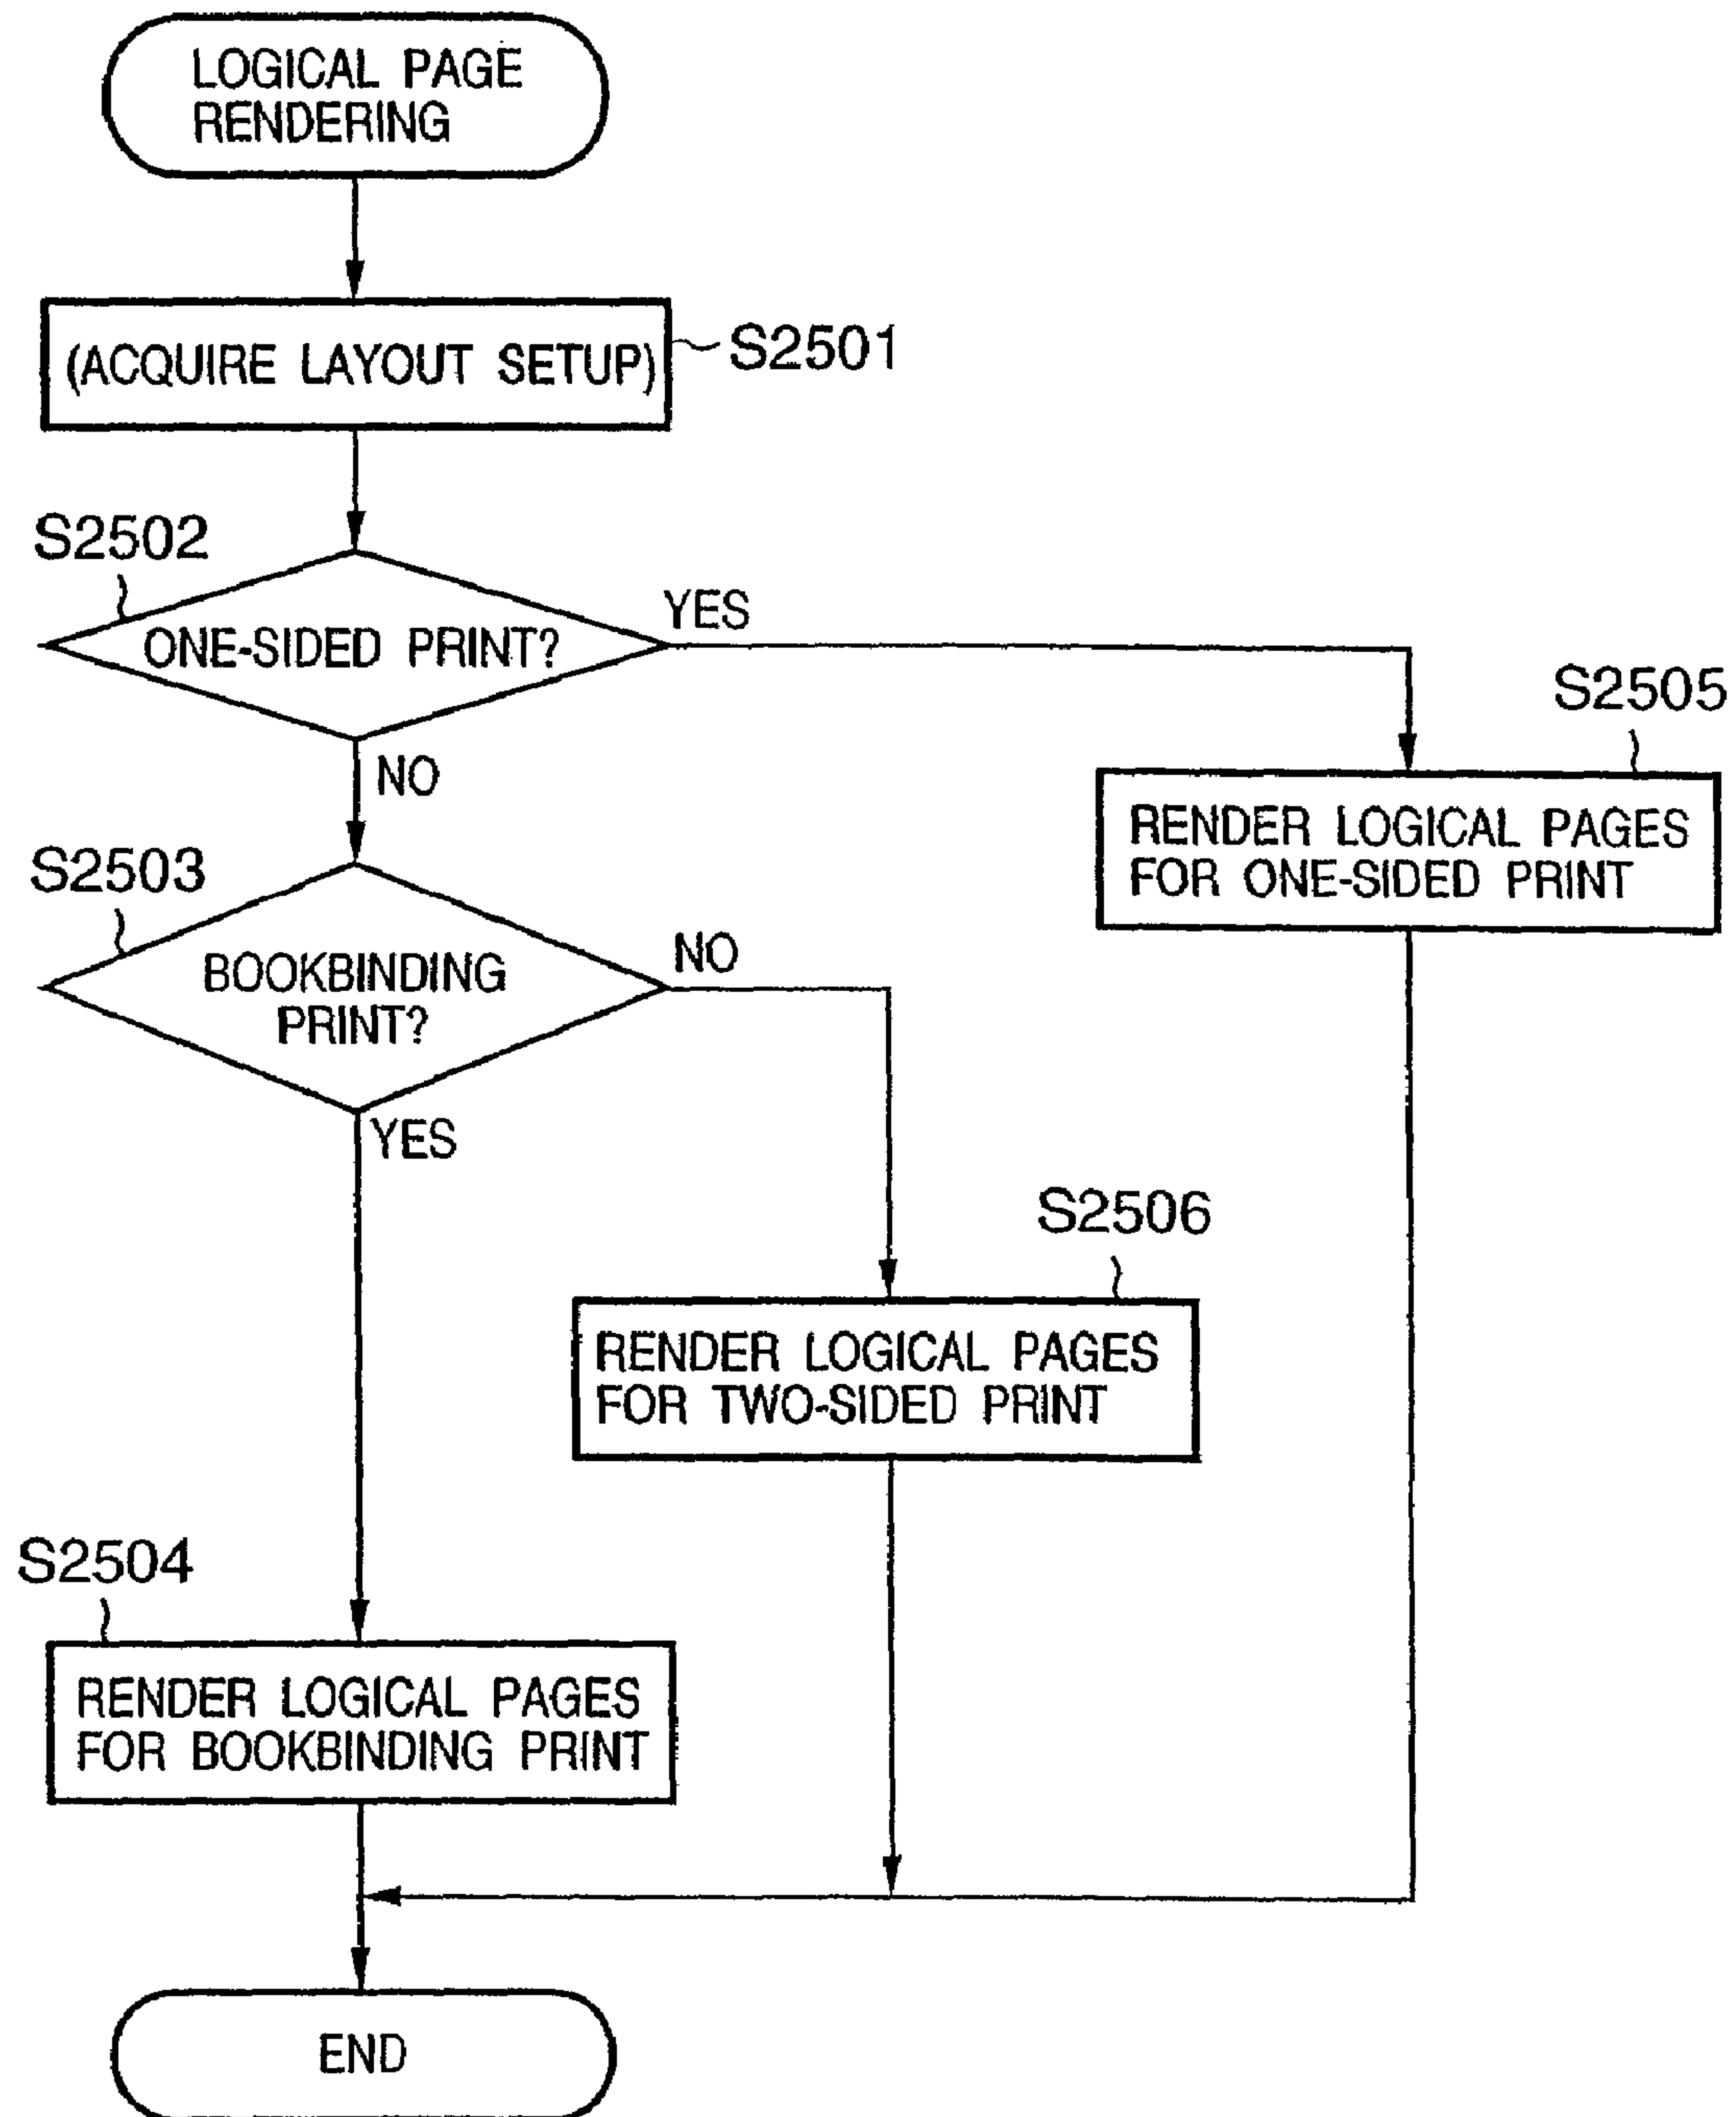 LOGICAL PAGE
RENDERING
(ACQUIRE LAYOUT SETUP)
S2501
S2502
ONE-SIDED PRINT?
YES
NO
S2505
RENDER LOGICAL PAGES
FOR ONE-SIDED PRINT
S2503
BOOKBINDING
PRINT?
NO
YES
S2506
RENDER LOGICAL PAGES
FOR TWO-SIDED PRINT
S2504
RENDER LOGICAL PAGES
FOR BOOKBINDING PRINT
END